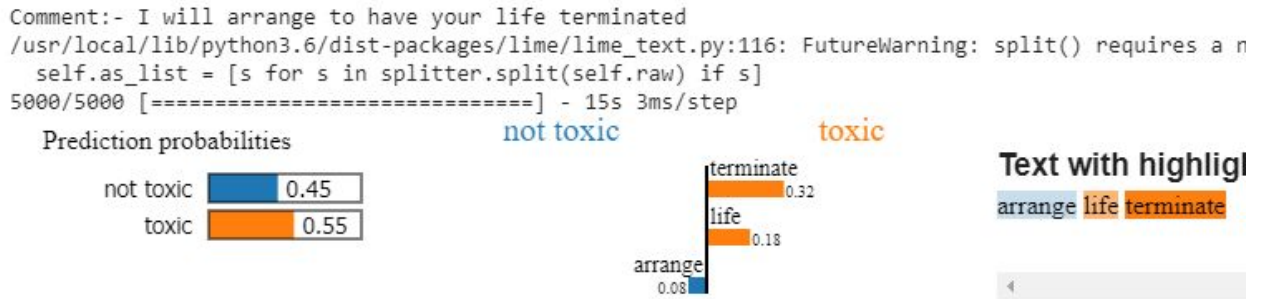 Comment:- I will arrange to have your life terminated
/usr/local/lib/python3.6/dist-packages/lime/lime_text.py:116: FutureWarning: split() requires a n
self.as_list = [s for s in splitter.split(self.raw) if s]
5000/5000 [==============================] - 15s 3ms/step
Prediction probabilities
not toxic 0.45
toxic 0.55
not toxic toxic
terminate
0.32
life
0.18
arrange
0.08
Text with highligh
arrange life terminate